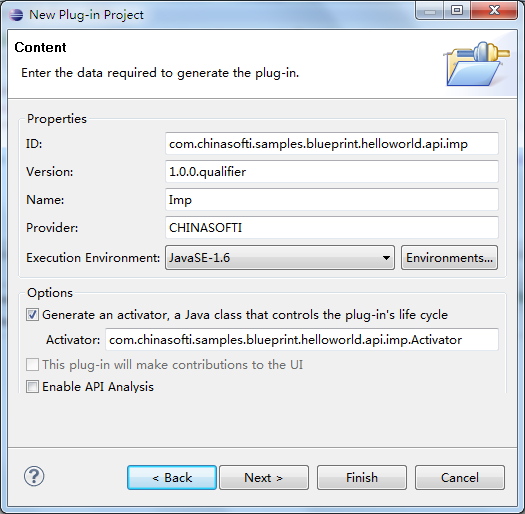 New Plug-in Project
Content
Enter the data required to generate the plug-in.
Properties
ID: com.chinasofti.samples.blueprint.helloworld.api.imp
Version: 1.0.0.qualifier
Name: Imp
Provider: CHINASOFTI
Execution Environment: JavaSE-1.6 Environments...
Options
Generate an activator, a Java class that controls the plug-in's life cycle
Activator: com.chinasofti.samples.blueprint.helloworld.api.imp.Activator
This plug-in will make contributions to the UI
Enable API Analysis
? < Back Next > Finish Cancel